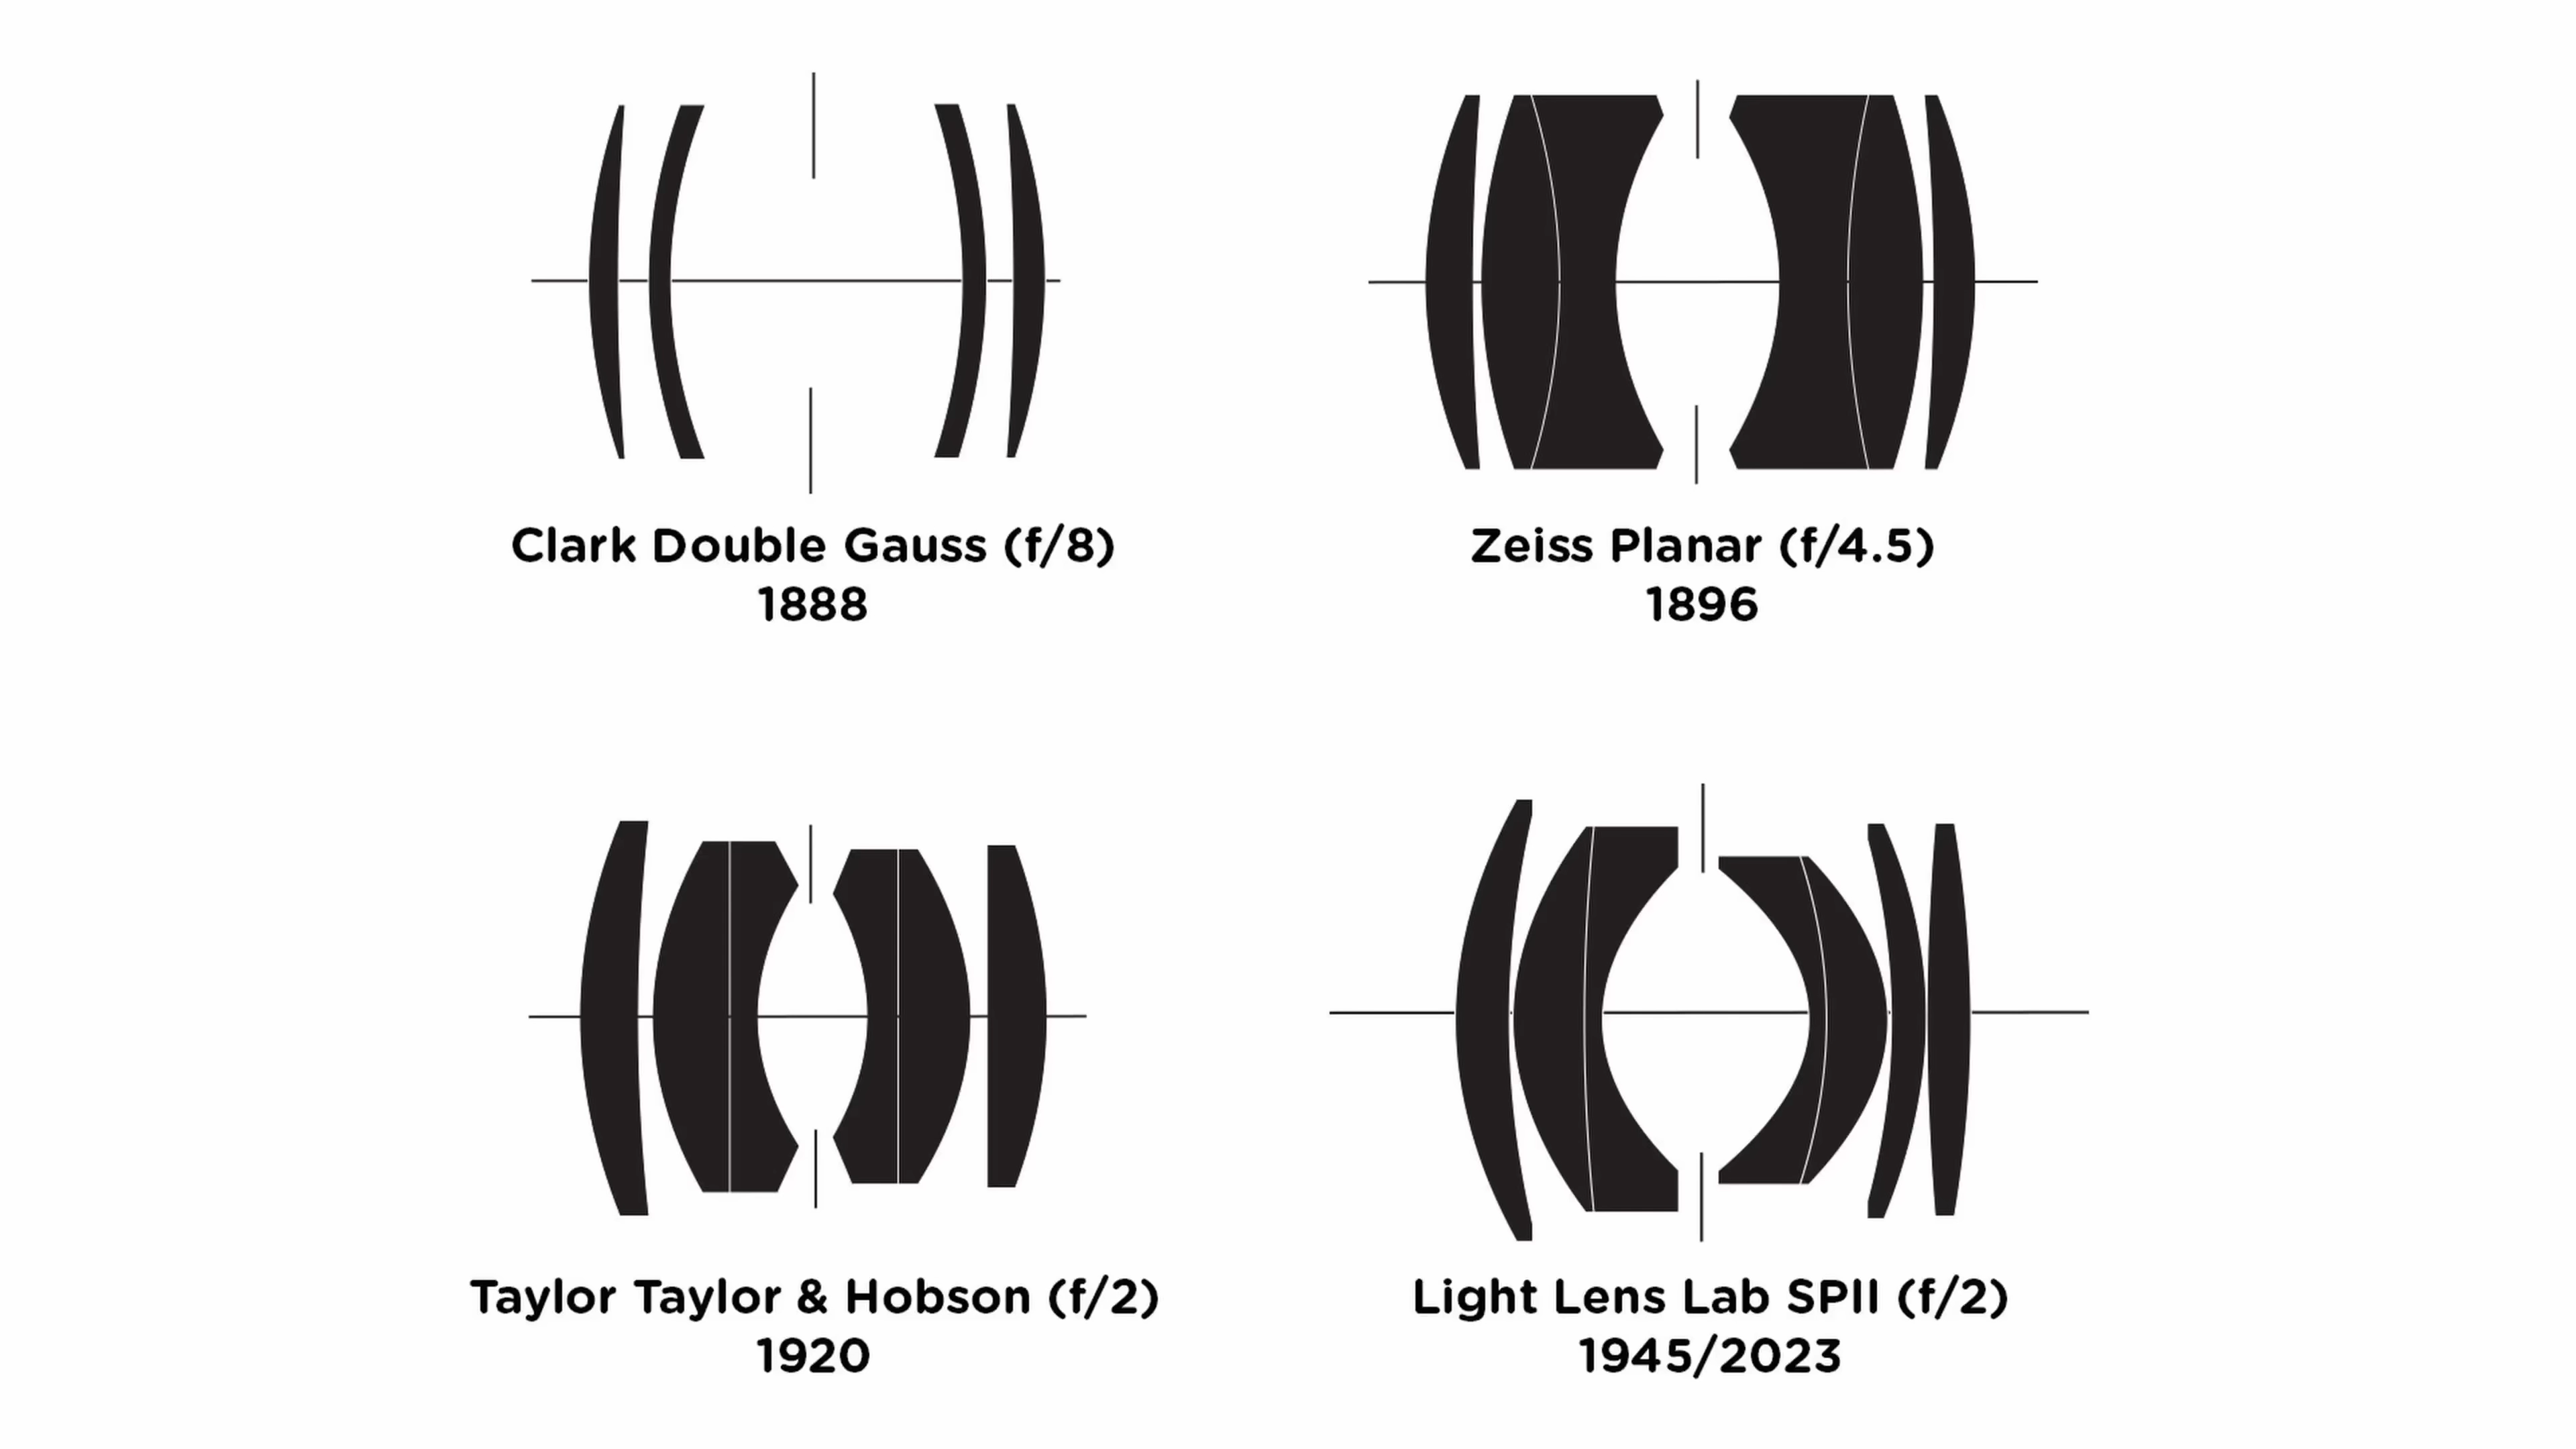 Clark Double Gauss (f/8)
1888
Zeiss Planar (f/4.5)
1896
Taylor Taylor & Hobson (f/2)
1920
Light Lens Lab SPII (f/2)
1945/2023